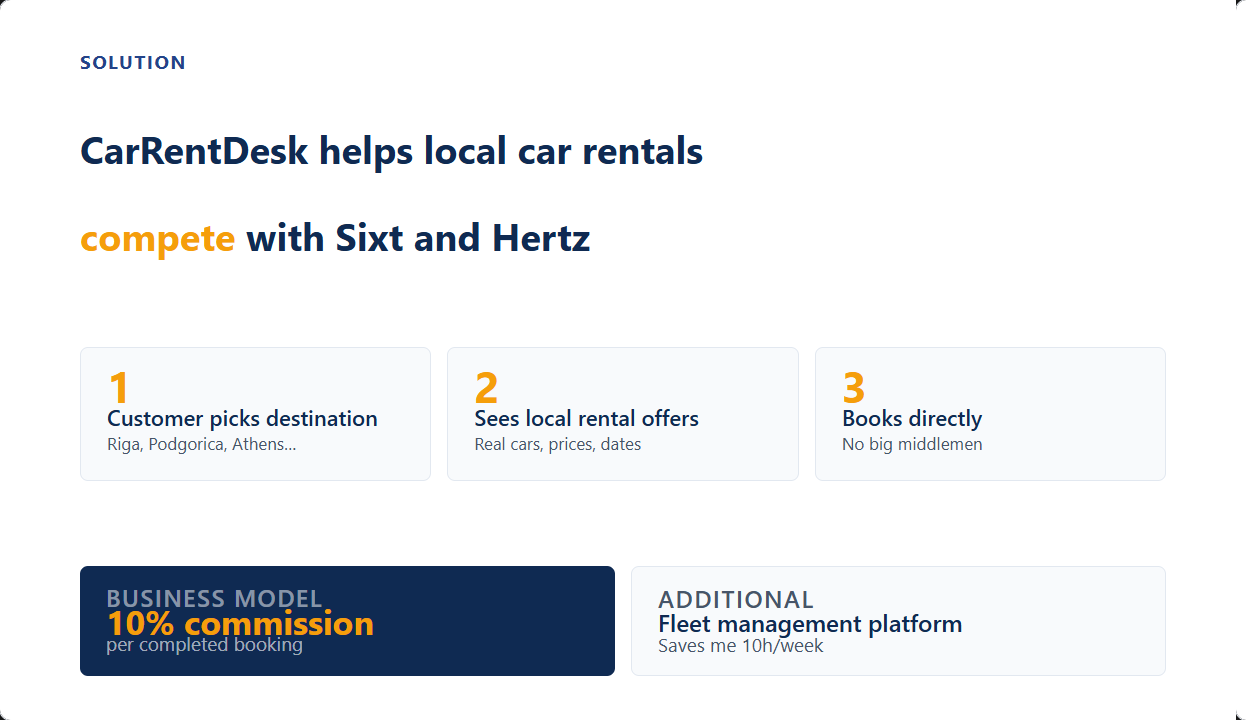 SOLUTION
CarRentDesk helps local car rentals
compete with Sixt and Hertz
1
Customer picks destination
Riga, Podgorica, Athens...
2
Sees local rental offers
Real cars, prices, dates
3
Books directly
No big middlemen
BUSINESS MODEL
10% commission
per completed booking
ADDITIONAL
Fleet management platform
Saves me 10h/week